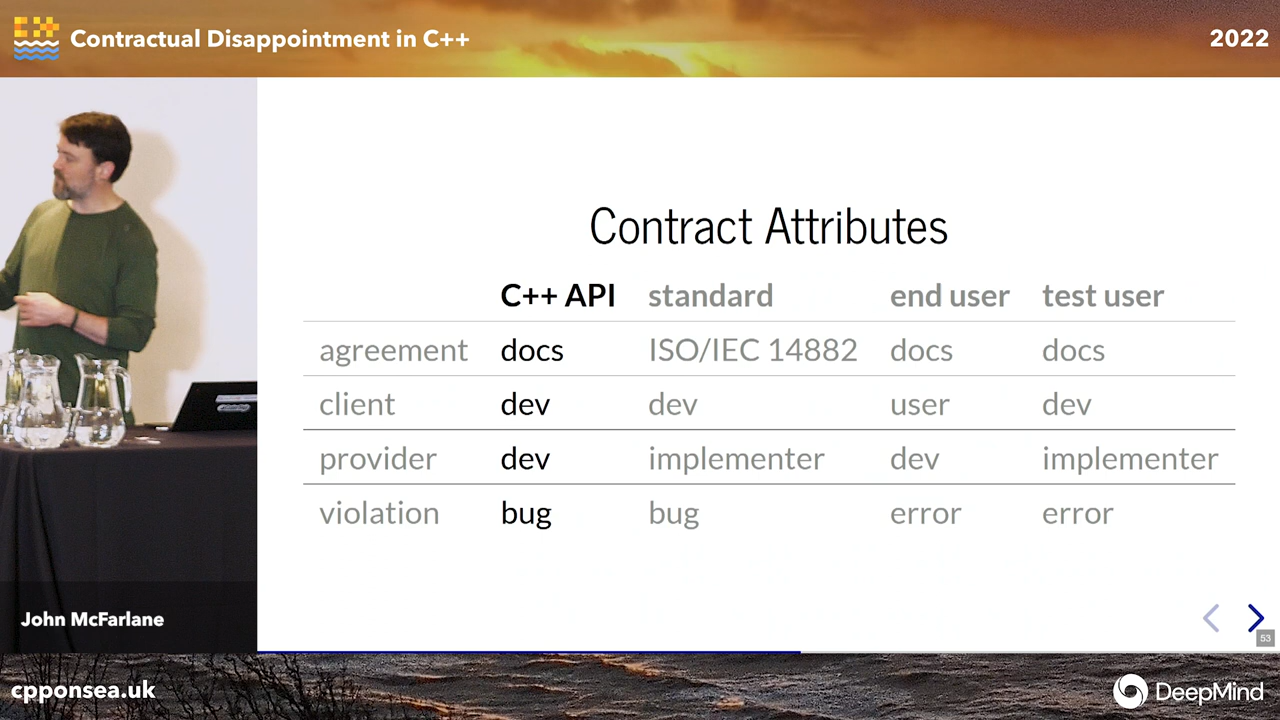 Contractual Disappointment in C++
2022
Contract Attributes
C++ API standard end user test user
agreement docs ISO/IEC 14882 docs docs
client dev dev user dev
provider dev implementer dev implementer
violation bug bug error error
John McFarlane
53
cpponsea.uk
DeepMind